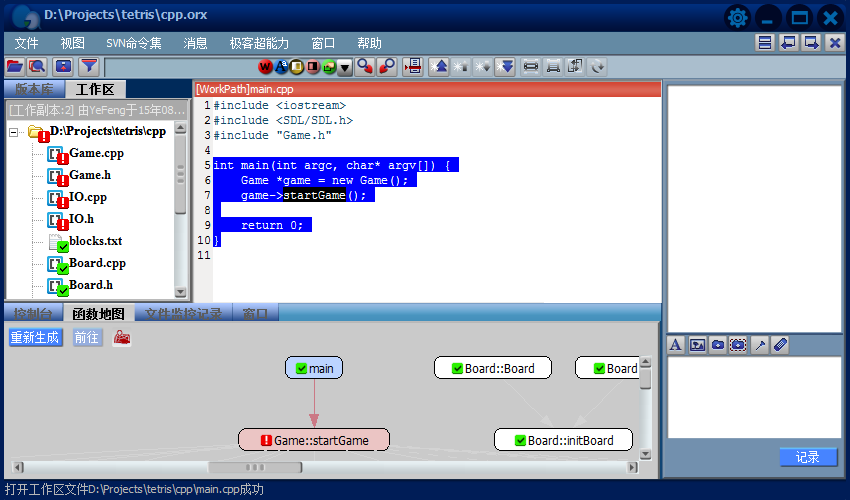 D:\Projects\tetris\cpp.orx
文件 视图 SVN命令集 消息 极客超能力 窗口 帮助
版本库 工作区
[工作副本:2] 由YeFeng于15年08...
D:\Projects\tetris\cpp
Game.cpp
Game.h
IO.cpp
IO.h
blocks.txt
Board.cpp
Board.h
[WorkPath]main.cpp
1 #include <iostream>
2 #include <SDL/SDL.h>
3 #include "Game.h"
4
5 int main(int argc, char* argv[]) {
6 Game *game = new Game();
7 game->startGame();
8
9 return 0;
10 }
11
控制台 函数地图 文件监控记录 窗口
重新生成 前往
main Board::Board Board
Game::startGame Board::initBoard
A
记录
打开工作区文件D:\Projects\tetris\cpp\main.cpp成功